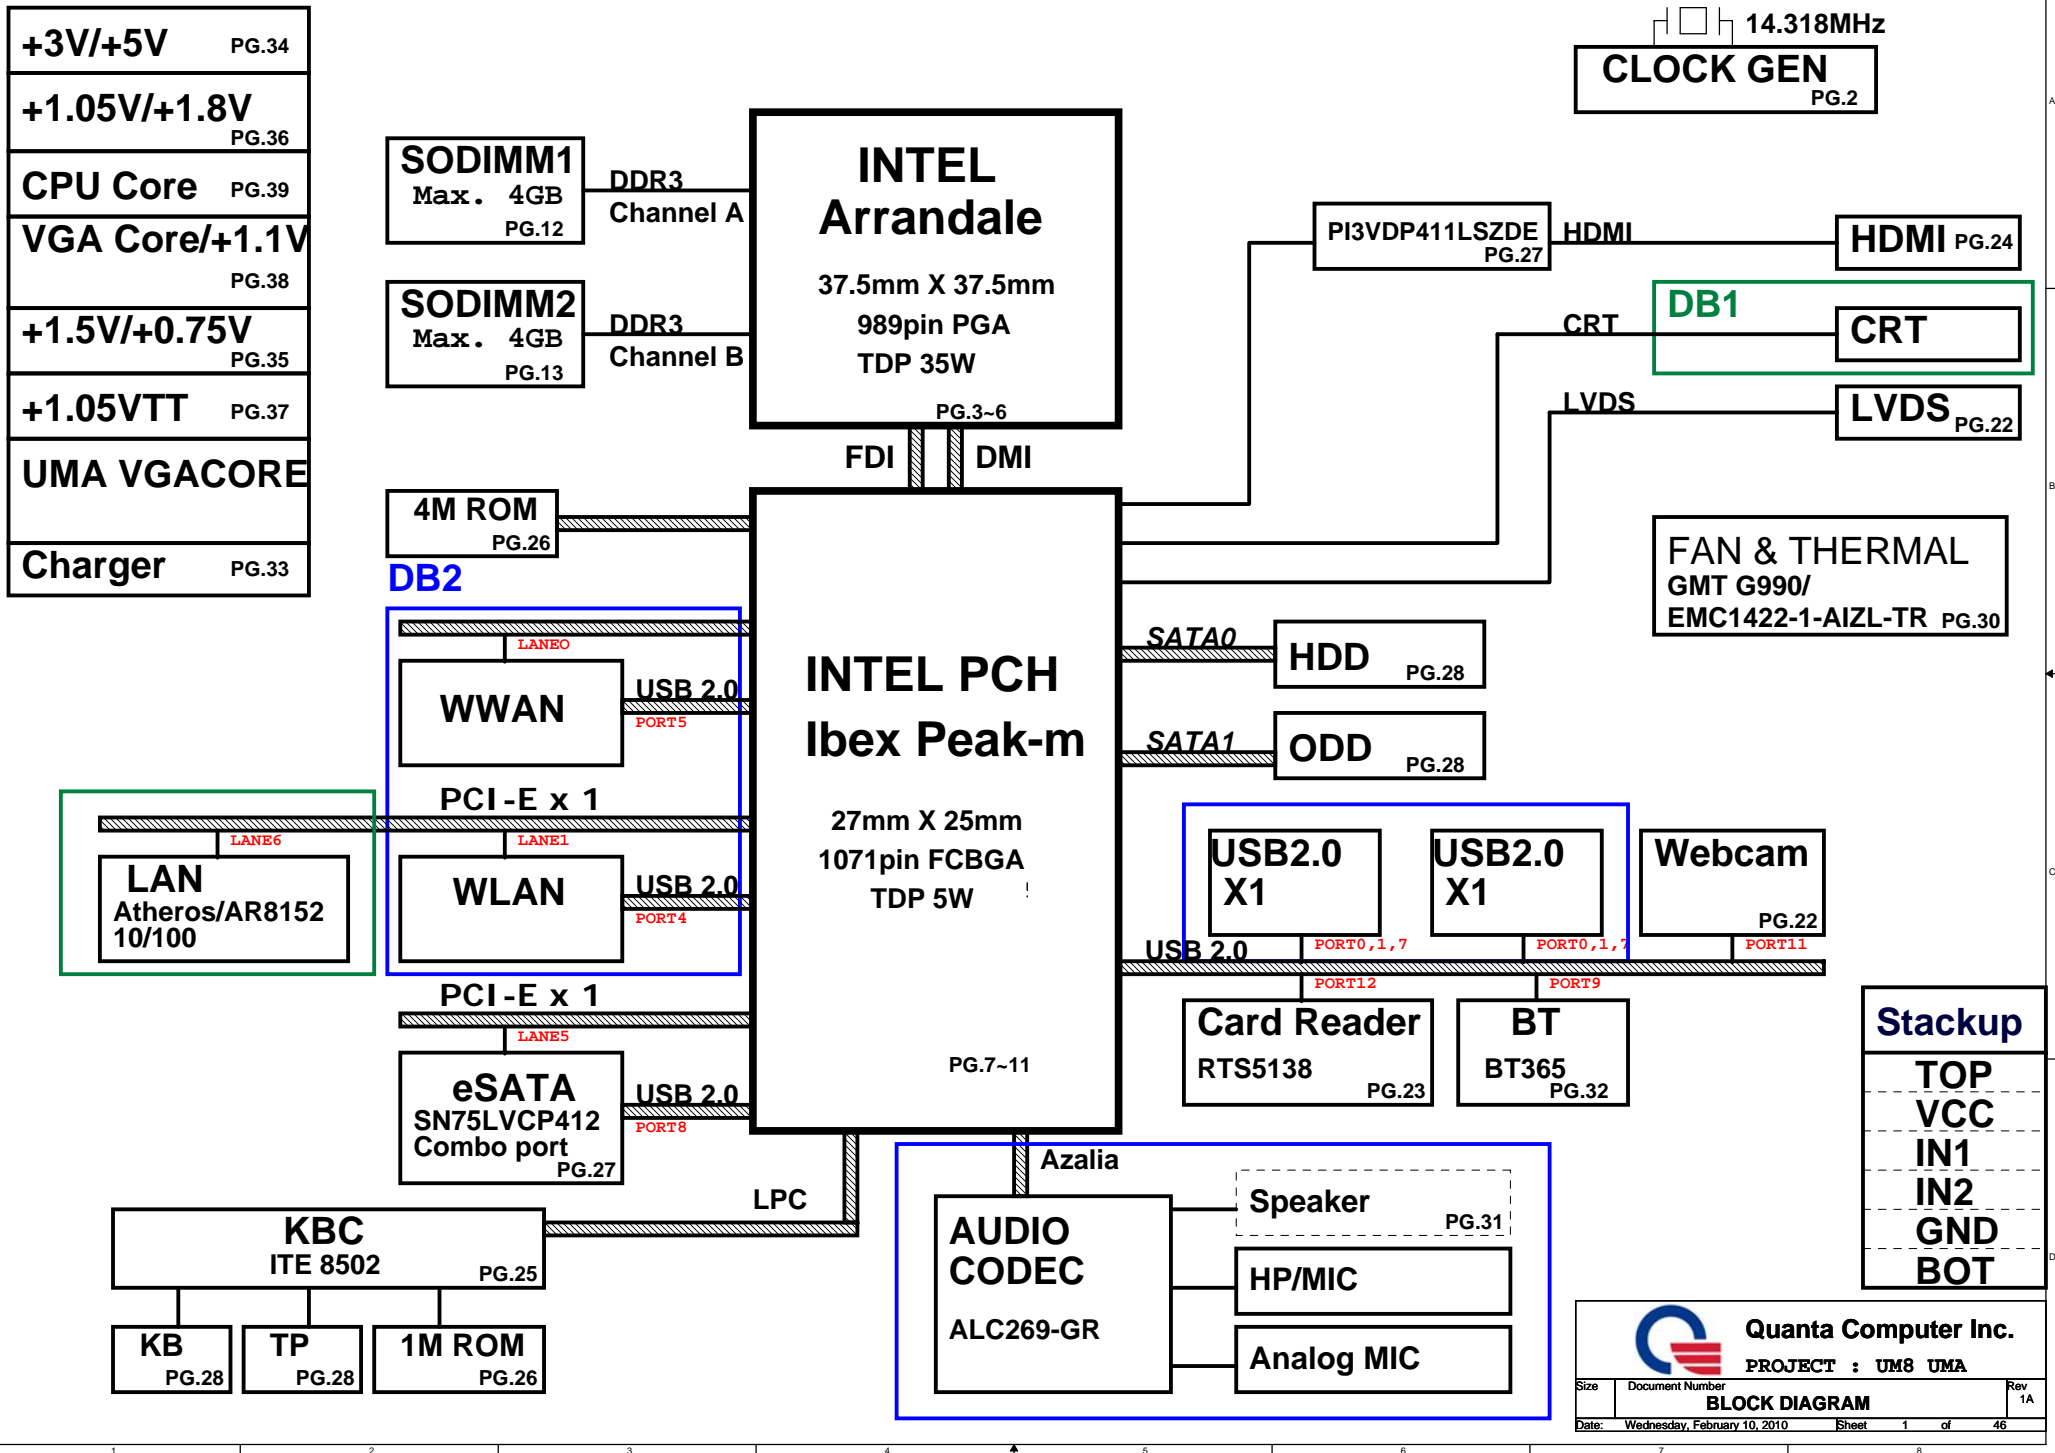 +3V/+5V PG.34
+1.05V/+1.8V
PG.36
CPU Core PG.39
VGA Core/+1.1V
PG.38
+1.5V/+0.75V
PG.35
+1.05VTT PG.37
UMA VGACORE
Charger PG.33
14.318MHz
CLOCK GEN
PG.2
SODIMM1
Max. 4GB
PG.12
DDR3
Channel A
SODIMM2
Max. 4GB
PG.13
DDR3
Channel B
INTEL
Arrandale
37.5mm X 37.5mm
989pin PGA
TDP 35W
PG.3~6
FDI
DMI
PI3VDP411LSZDE
PG.27
HDMI
HDMI PG.24
DB1
CRT
CRT
LVDS
LVDS PG.22
FAN & THERMAL
GMT G990/
EMC1422-1-AIZL-TR PG.30
4M ROM
PG.26
DB2
LANE0
WWAN
USB 2.0
PORT5
PCI-E x 1
LANE6
LANE1
LAN
Atheros/AR8152
10/100
WLAN
USB 2.0
PORT4
PCI-E x 1
LANE5
eSATA
SN75LVCP412
Combo port
PG.27
USB 2.0
PORT8
INTEL PCH
Ibex Peak-m
27mm X 25mm
1071pin FCBGA
TDP 5W
PG.7~11
SATA0
HDD PG.28
SATA1
ODD PG.28
USB2.0
X1
USB2.0
X1
Webcam
PG.22
USB 2.0
PORT0,1,7
PORT0,1,7
PORT11
PORT12
PORT9
Card Reader
RTS5138
PG.23
BT
BT365
PG.32
LPC
KBC
ITE 8502
PG.25
KB
PG.28
TP
PG.28
1M ROM
PG.26
Azalia
AUDIO
CODEC
ALC269-GR
Speaker
PG.31
HP/MIC
Analog MIC
Stackup
TOP
VCC
IN1
IN2
GND
BOT
Quanta Computer Inc.
PROJECT : UM8 UMA
Size Document Number Rev
BLOCK DIAGRAM 1A
Date: Wednesday, February 10, 2010 Sheet 1 of 46
A
B
C
D
1 2 3 4 5 6 7 8